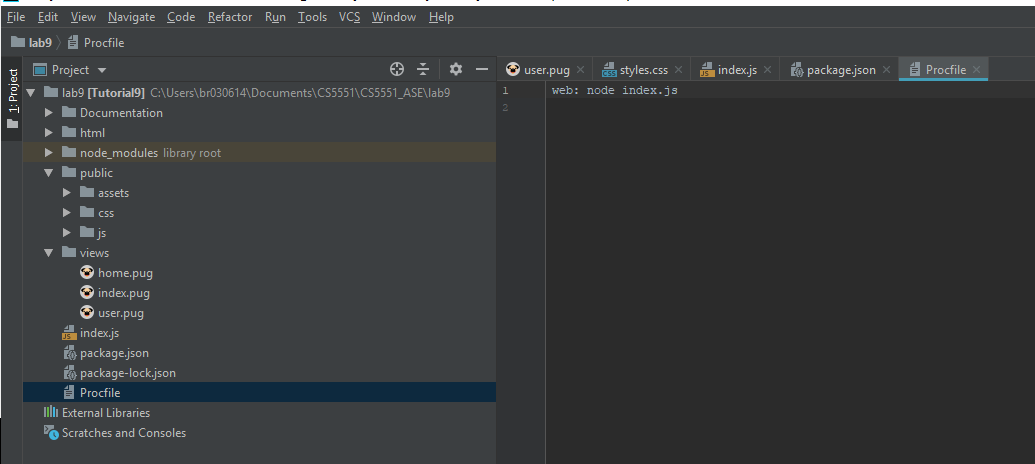 File Edit View Navigate Code Refactor Run Tools VCS Window Help
lab9 Procfile
1: Project
Project
user.pug styles.css index.js package.json Procfile
lab9 [Tutorial9] C:\Users\br030614\Documents\CS5551\CS5551_ASE\lab9
Documentation
html
node_modules library root
public
assets
css
js
views
home.pug
index.pug
user.pug
index.js
package.json
package-lock.json
Procfile
External Libraries
Scratches and Consoles
1 web: node index.js
2